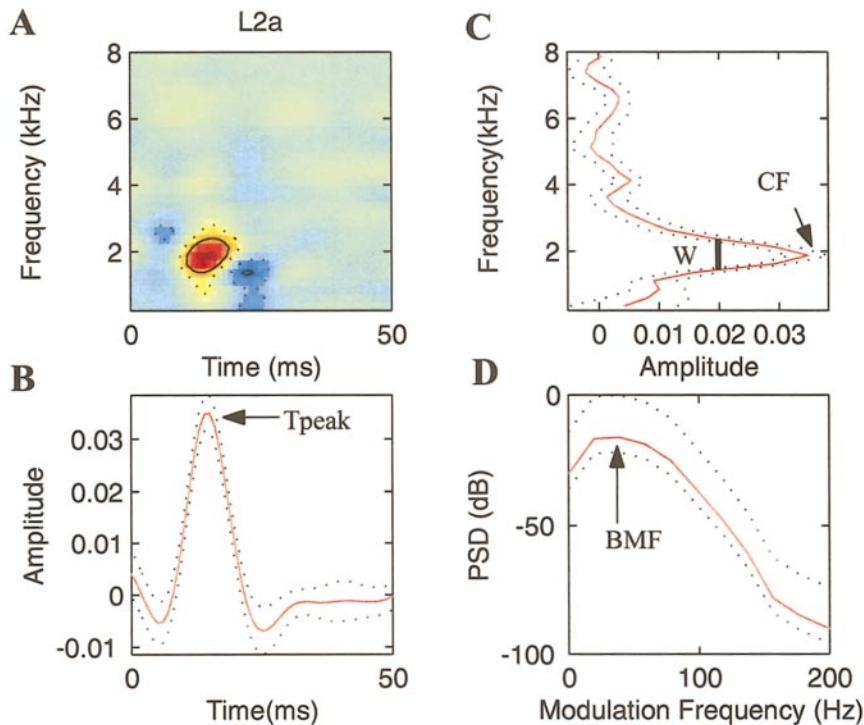 A
L2a
Frequency (kHz)
8
6
4
2
0
50
Time (ms)
C
Frequency(kHz)
8
6
4
2
CF
W
0
0.01
0.02
0.03
Amplitude
B
Amplitude
0.03
0.02
0.01
0
-0.01
Tpeak
0
50
Time(ms)
D
PSD (dB)
0
-50
-100
BMF
0
100
200
Modulation Frequency (Hz)